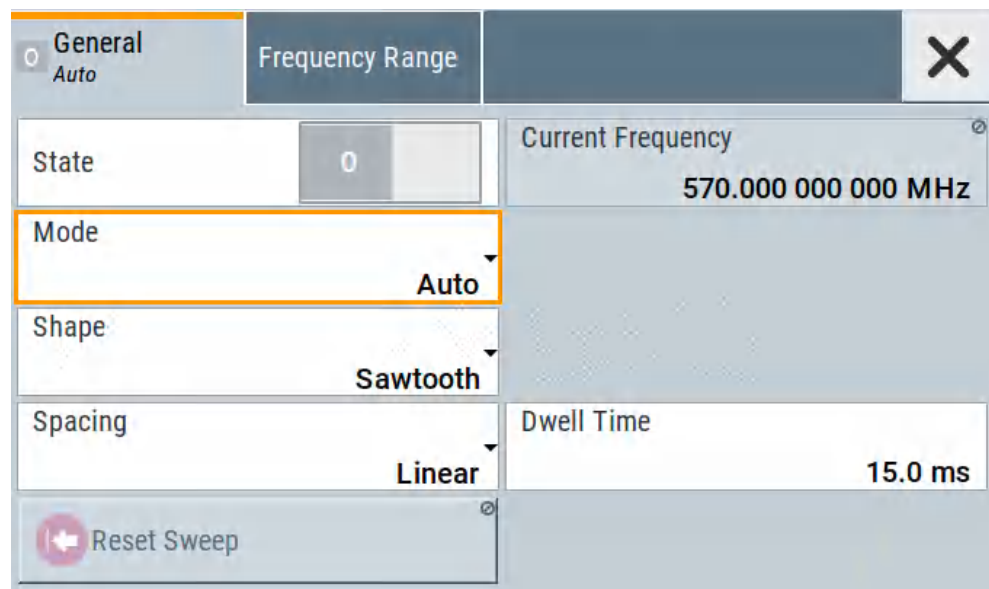 0 General
Auto
Frequency Range
State 0
Current Frequency
570.000 000 000 MHz
Mode
Auto
Shape
Sawtooth
Spacing
Linear
Dwell Time
15.0 ms
Reset Sweep